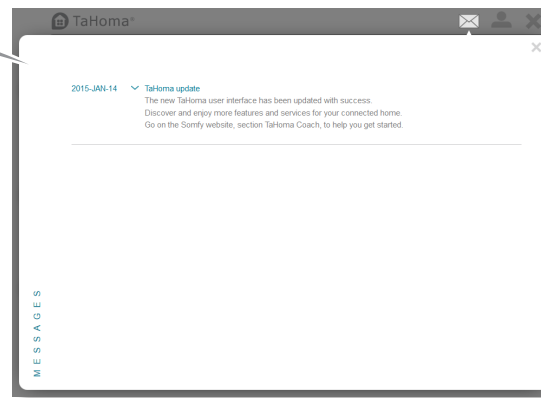 TaHoma®
2015-JAN-14 TaHoma update
The new TaHoma user interface has been updated with success.
Discover and enjoy more features and services for your connected home.
Go on the Somfy website, section TaHoma Coach, to help you get started.
MESSAGES